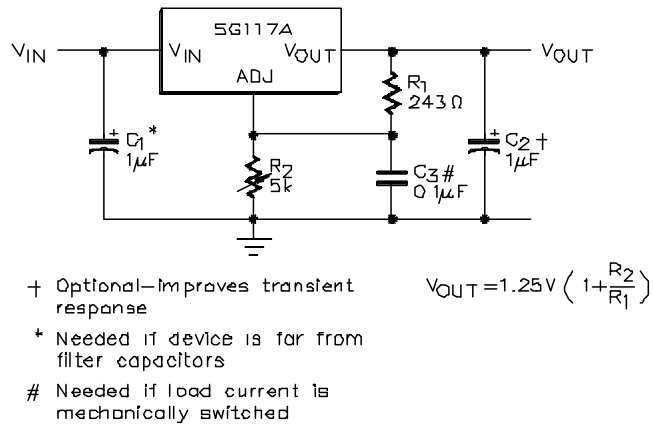 SG117A
V_IN
V_IN
V_OUT
V_OUT
ADJ
R1
243Ω
C1*
1μF
C2†
1μF
R2
5k
C3#
0.1μF
† Optional—improves transient
response
V_OUT = 1.25V ( 1 + R2/R1 )
* Needed if device is far from
filter capacitors
# Needed if load current is
mechanically switched